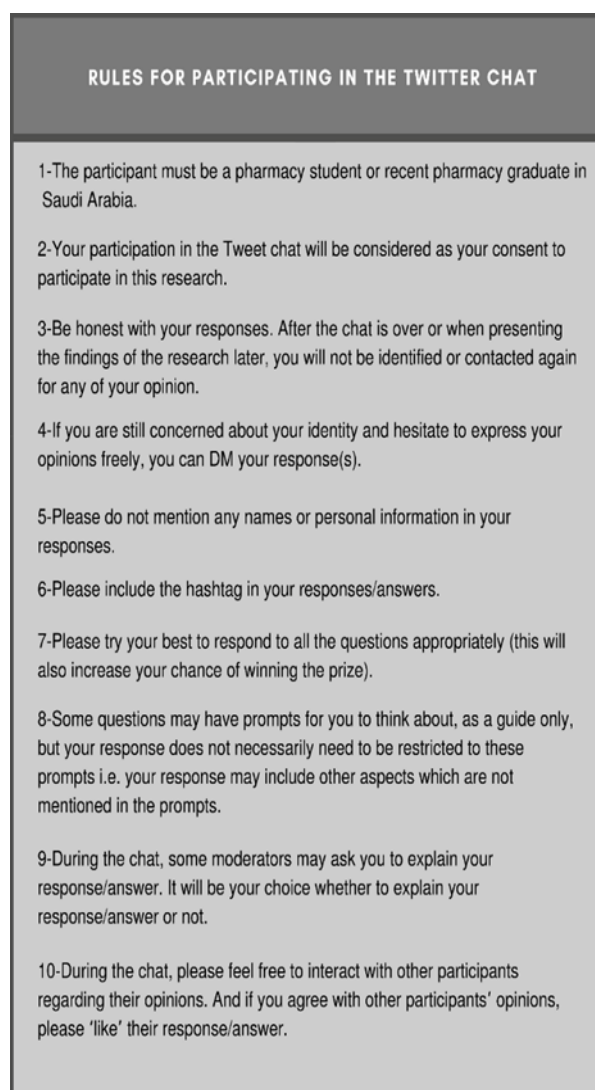 RULES FOR PARTICIPATING IN THE TWITTER CHAT
1-The participant must be a pharmacy student or recent pharmacy graduate in
Saudi Arabia.
2-Your participation in the Tweet chat will be considered as your consent to
participate in this research.
3-Be honest with your responses. After the chat is over or when presenting
the findings of the research later, you will not be identified or contacted again
for any of your opinion.
4-If you are still concerned about your identity and hesitate to express your
opinions freely, you can DM your response(s).
5-Please do not mention any names or personal information in your
responses.
6-Please include the hashtag in your responses/answers.
7-Please try your best to respond to all the questions appropriately (this will
also increase your chance of winning the prize).
8-Some questions may have prompts for you to think about, as a guide only,
but your response does not necessarily need to be restricted to these
prompts i.e. your response may include other aspects which are not
mentioned in the prompts.
9-During the chat, some moderators may ask you to explain your
response/answer. It will be your choice whether to explain your
response/answer or not.
10-During the chat, please feel free to interact with other participants
regarding their opinions. And if you agree with other participants' opinions,
please 'like' their response/answer.